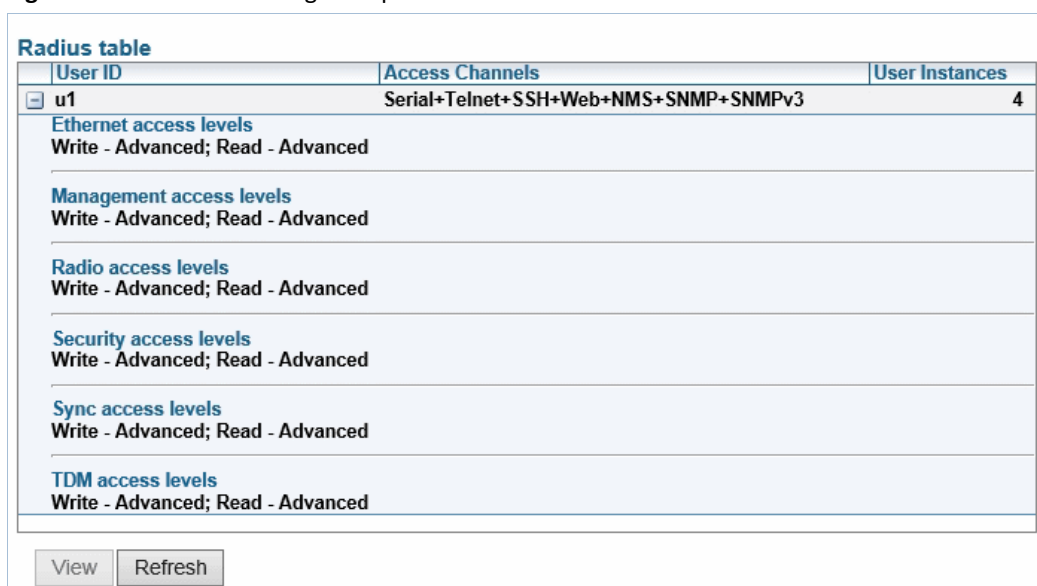 Radius table
User ID Access Channels User Instances
u1 Serial+Telnet+SSH+Web+NMS+SNMP+SNMPv3 4
Ethernet access levels
Write - Advanced; Read - Advanced
Management access levels
Write - Advanced; Read - Advanced
Radio access levels
Write - Advanced; Read - Advanced
Security access levels
Write - Advanced; Read - Advanced
Sync access levels
Write - Advanced; Read - Advanced
TDM access levels
Write - Advanced; Read - Advanced
View Refresh